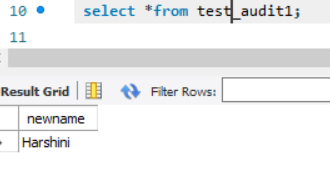 10 select *from test_audit1;
11
Result Grid Filter Rows:
newname
Harshini